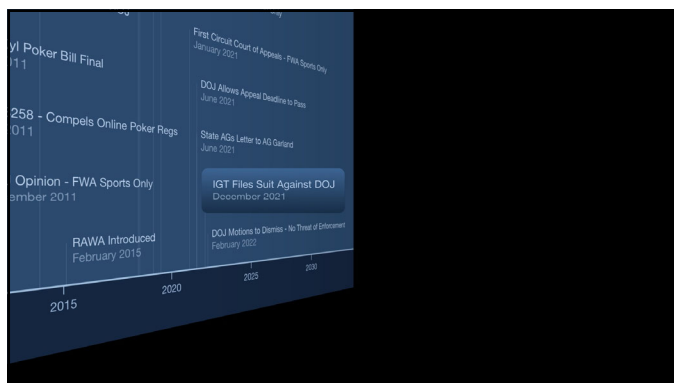 yl Poker Bill Final
011
258 - Compels Online Poker Regs
2011
Opinion - FWA Sports Only
ember 2011
RAWA Introduced
February 2015
First Circuit Court of Appeals - FWA Sports Only
January 2021
DOJ Allows Appeal Deadline to Pass
June 2021
State AGs Letter to AG Garland
June 2021
IGT Files Suit Against DOJ
December 2021
DOJ Motions to Dismiss - No Threat of Enforcement
February 2022
2015
2020
2025
2030